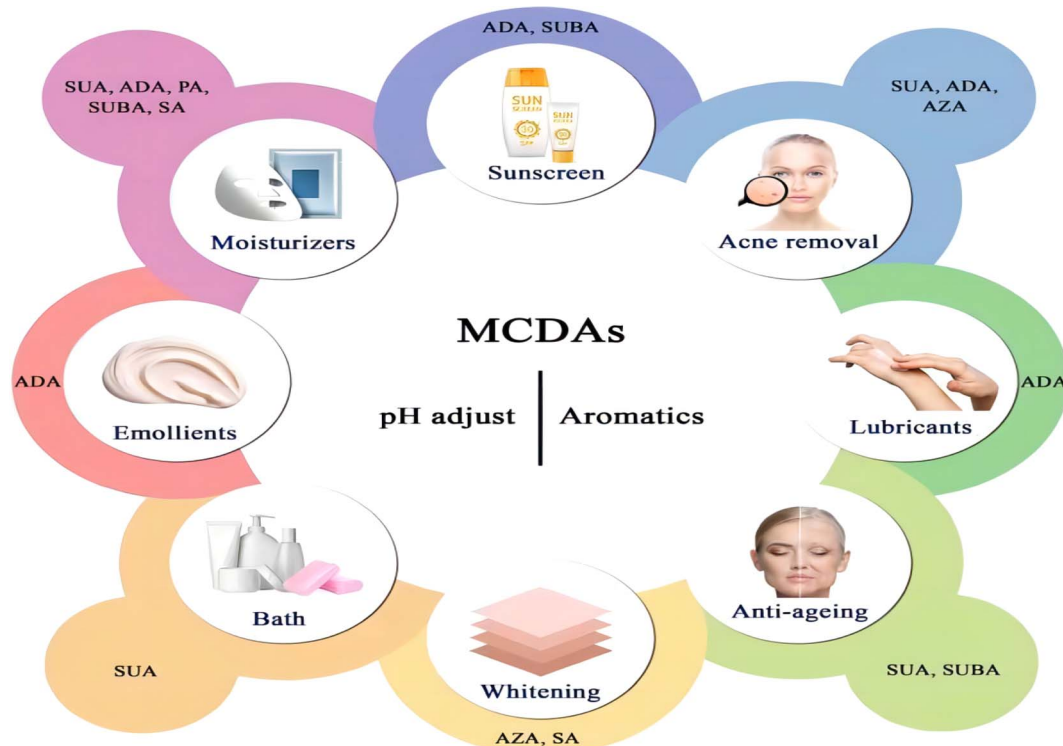 ADA, SUBA
SUN
SCREEN
30
SPF
SUN
Sunscreen
SUA, ADA, PA,
SUBA, SA
Moisturizers
SUA, ADA,
AZA
Acne removal
ADA
Emollients
MCDAs
pH adjust
Aromatics
ADA
Lubricants
SUA
Bath
AZA, SA
Whitening
Anti-ageing
SUA, SUBA